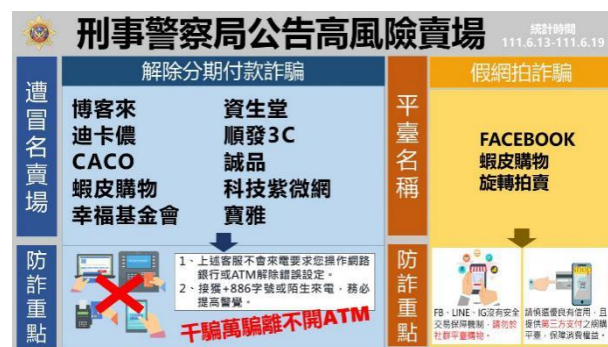 刑事警察局公告高風險賣場
統計時間
111.6.13-111.6.19
遭冒名賣場
解除分期付款詐騙
博客來
迪卡儂
CACO
蝦皮購物
幸福基金會
資生堂
順發3C
誠品
科技紫微網
寶雅
平臺名稱
假網拍詐騙
FACEBOOK
蝦皮購物
旋轉拍賣
防詐重點
1、上述客服不會來電要求您操作網路
銀行或ATM解除錯誤設定。
2、接獲+886字號或陌生來電，務必
提高警覺。
千騙萬騙離不開ATM
防詐重點
FB、LINE、IG沒有安全
交易保障機制，請勿於
社群平臺購物。
請慎選優良有信用，且
提供第三方支付之網購
平臺，保障消費權益。